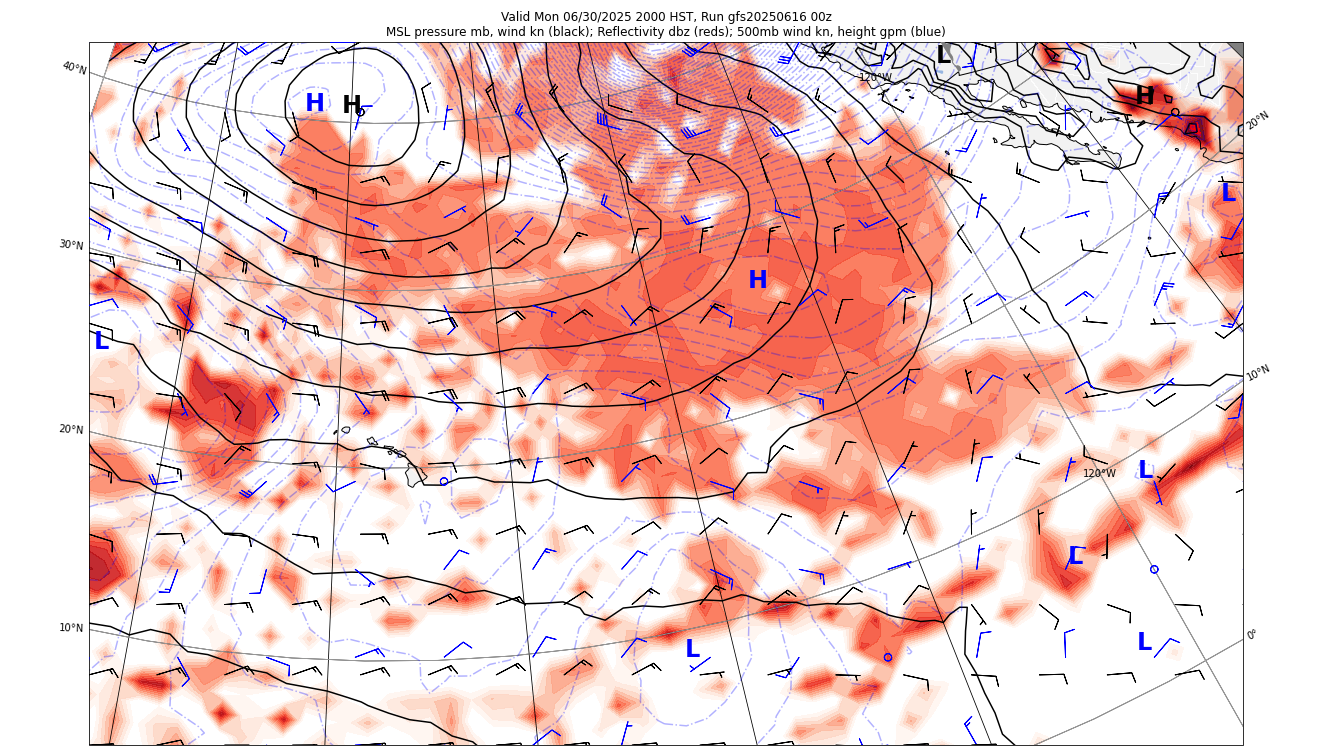 Valid Mon 06/30/2025 2000 HST, Run gfs20250616 00z
MSL pressure mb, wind kn (black); Reflectivity dbz (reds); 500mb wind kn, height gpm (blue)
L
40°N
120°W
H
H
H
20°N
L
30°N
H
L
10°N
20°N
L
120°W
L
10°N
0°
L
L